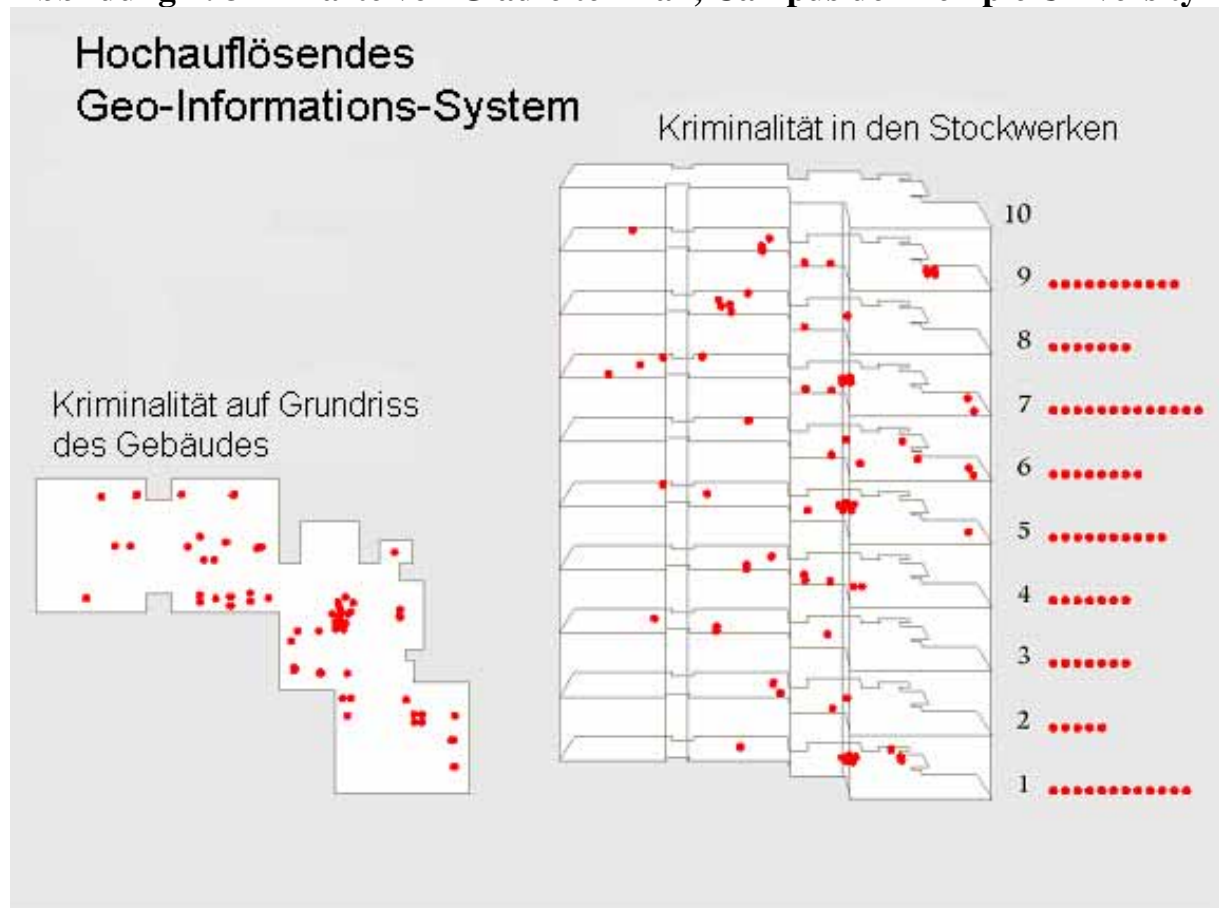 Hochauflösendes
Geo-Informations-System
Kriminalität in den Stockwerken
10
9
8
7
6
5
4
3
2
1
Kriminalität auf Grundriss
des Gebäudes